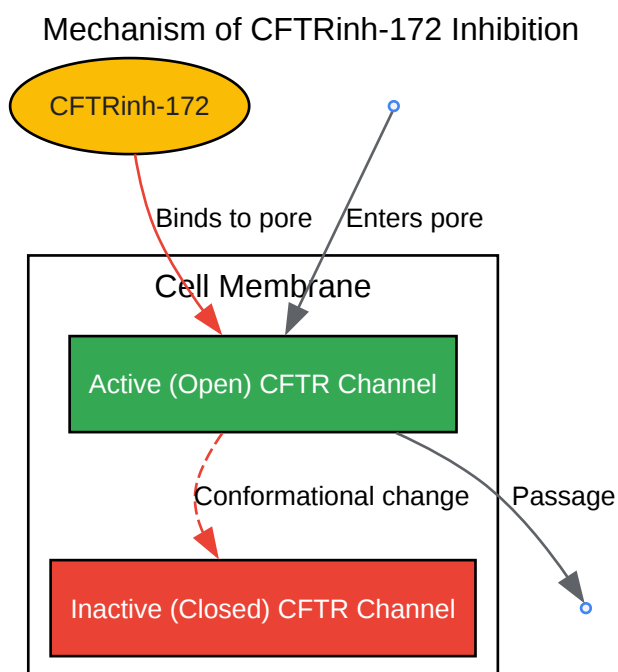 Mechanism of CFTRinh-172 Inhibition
CFTRinh-172
Binds to pore
Enters pore
Cell Membrane
Active (Open) CFTR Channel
Conformational change
Passage
Inactive (Closed) CFTR Channel